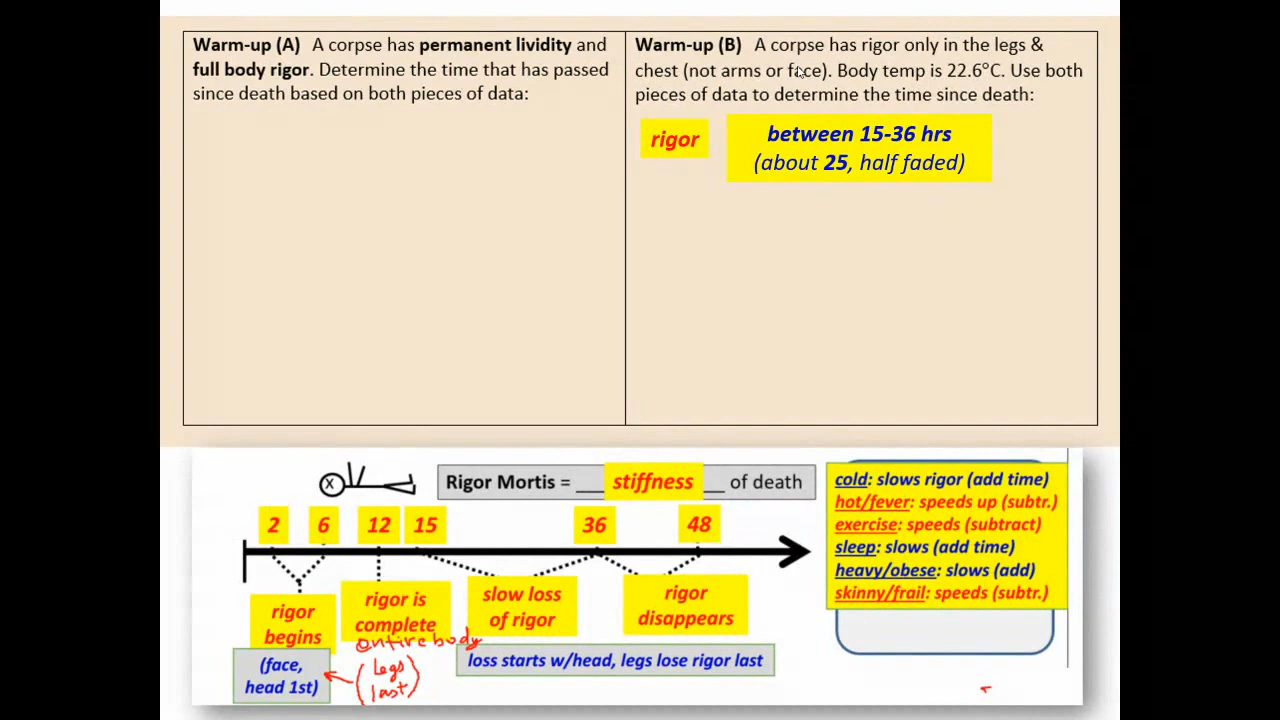 Warm-up (A) A corpse has permanent lividity and
full body rigor. Determine the time that has passed
since death based on both pieces of data:
Warm-up (B) A corpse has rigor only in the legs &
chest (not arms or face). Body temp is 22.6°C. Use both
pieces of data to determine the time since death:
rigor
between 15-36 hrs
(about 25, half faded)
Rigor Mortis = ___ stiffness __ of death
2 6 12 15 36 48
rigor
begins
rigor is
complete
entire body
slow loss
of rigor
rigor
disappears
(face,
head 1st)
(legs
last)
loss starts w/head, legs lose rigor last
cold: slows rigor (add time)
hot/fever: speeds up (subtr.)
exercise: speeds (subtract)
sleep: slows (add time)
heavy/obese: slows (add)
skinny/frail: speeds (subtr.)
x